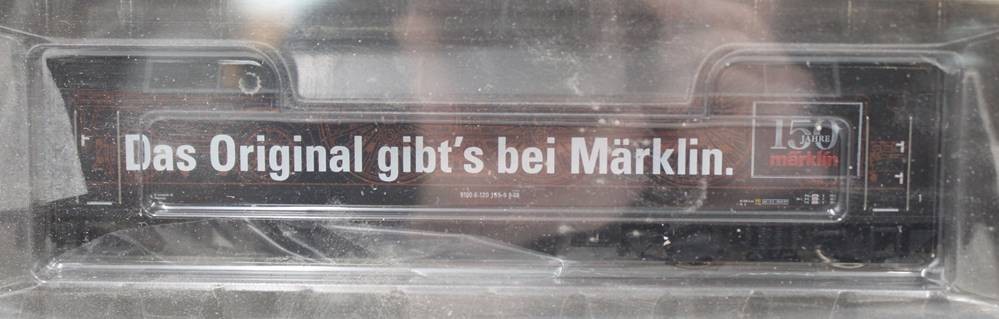 Das Original gibt's bei Märklin.
150
JAHRE
märklin